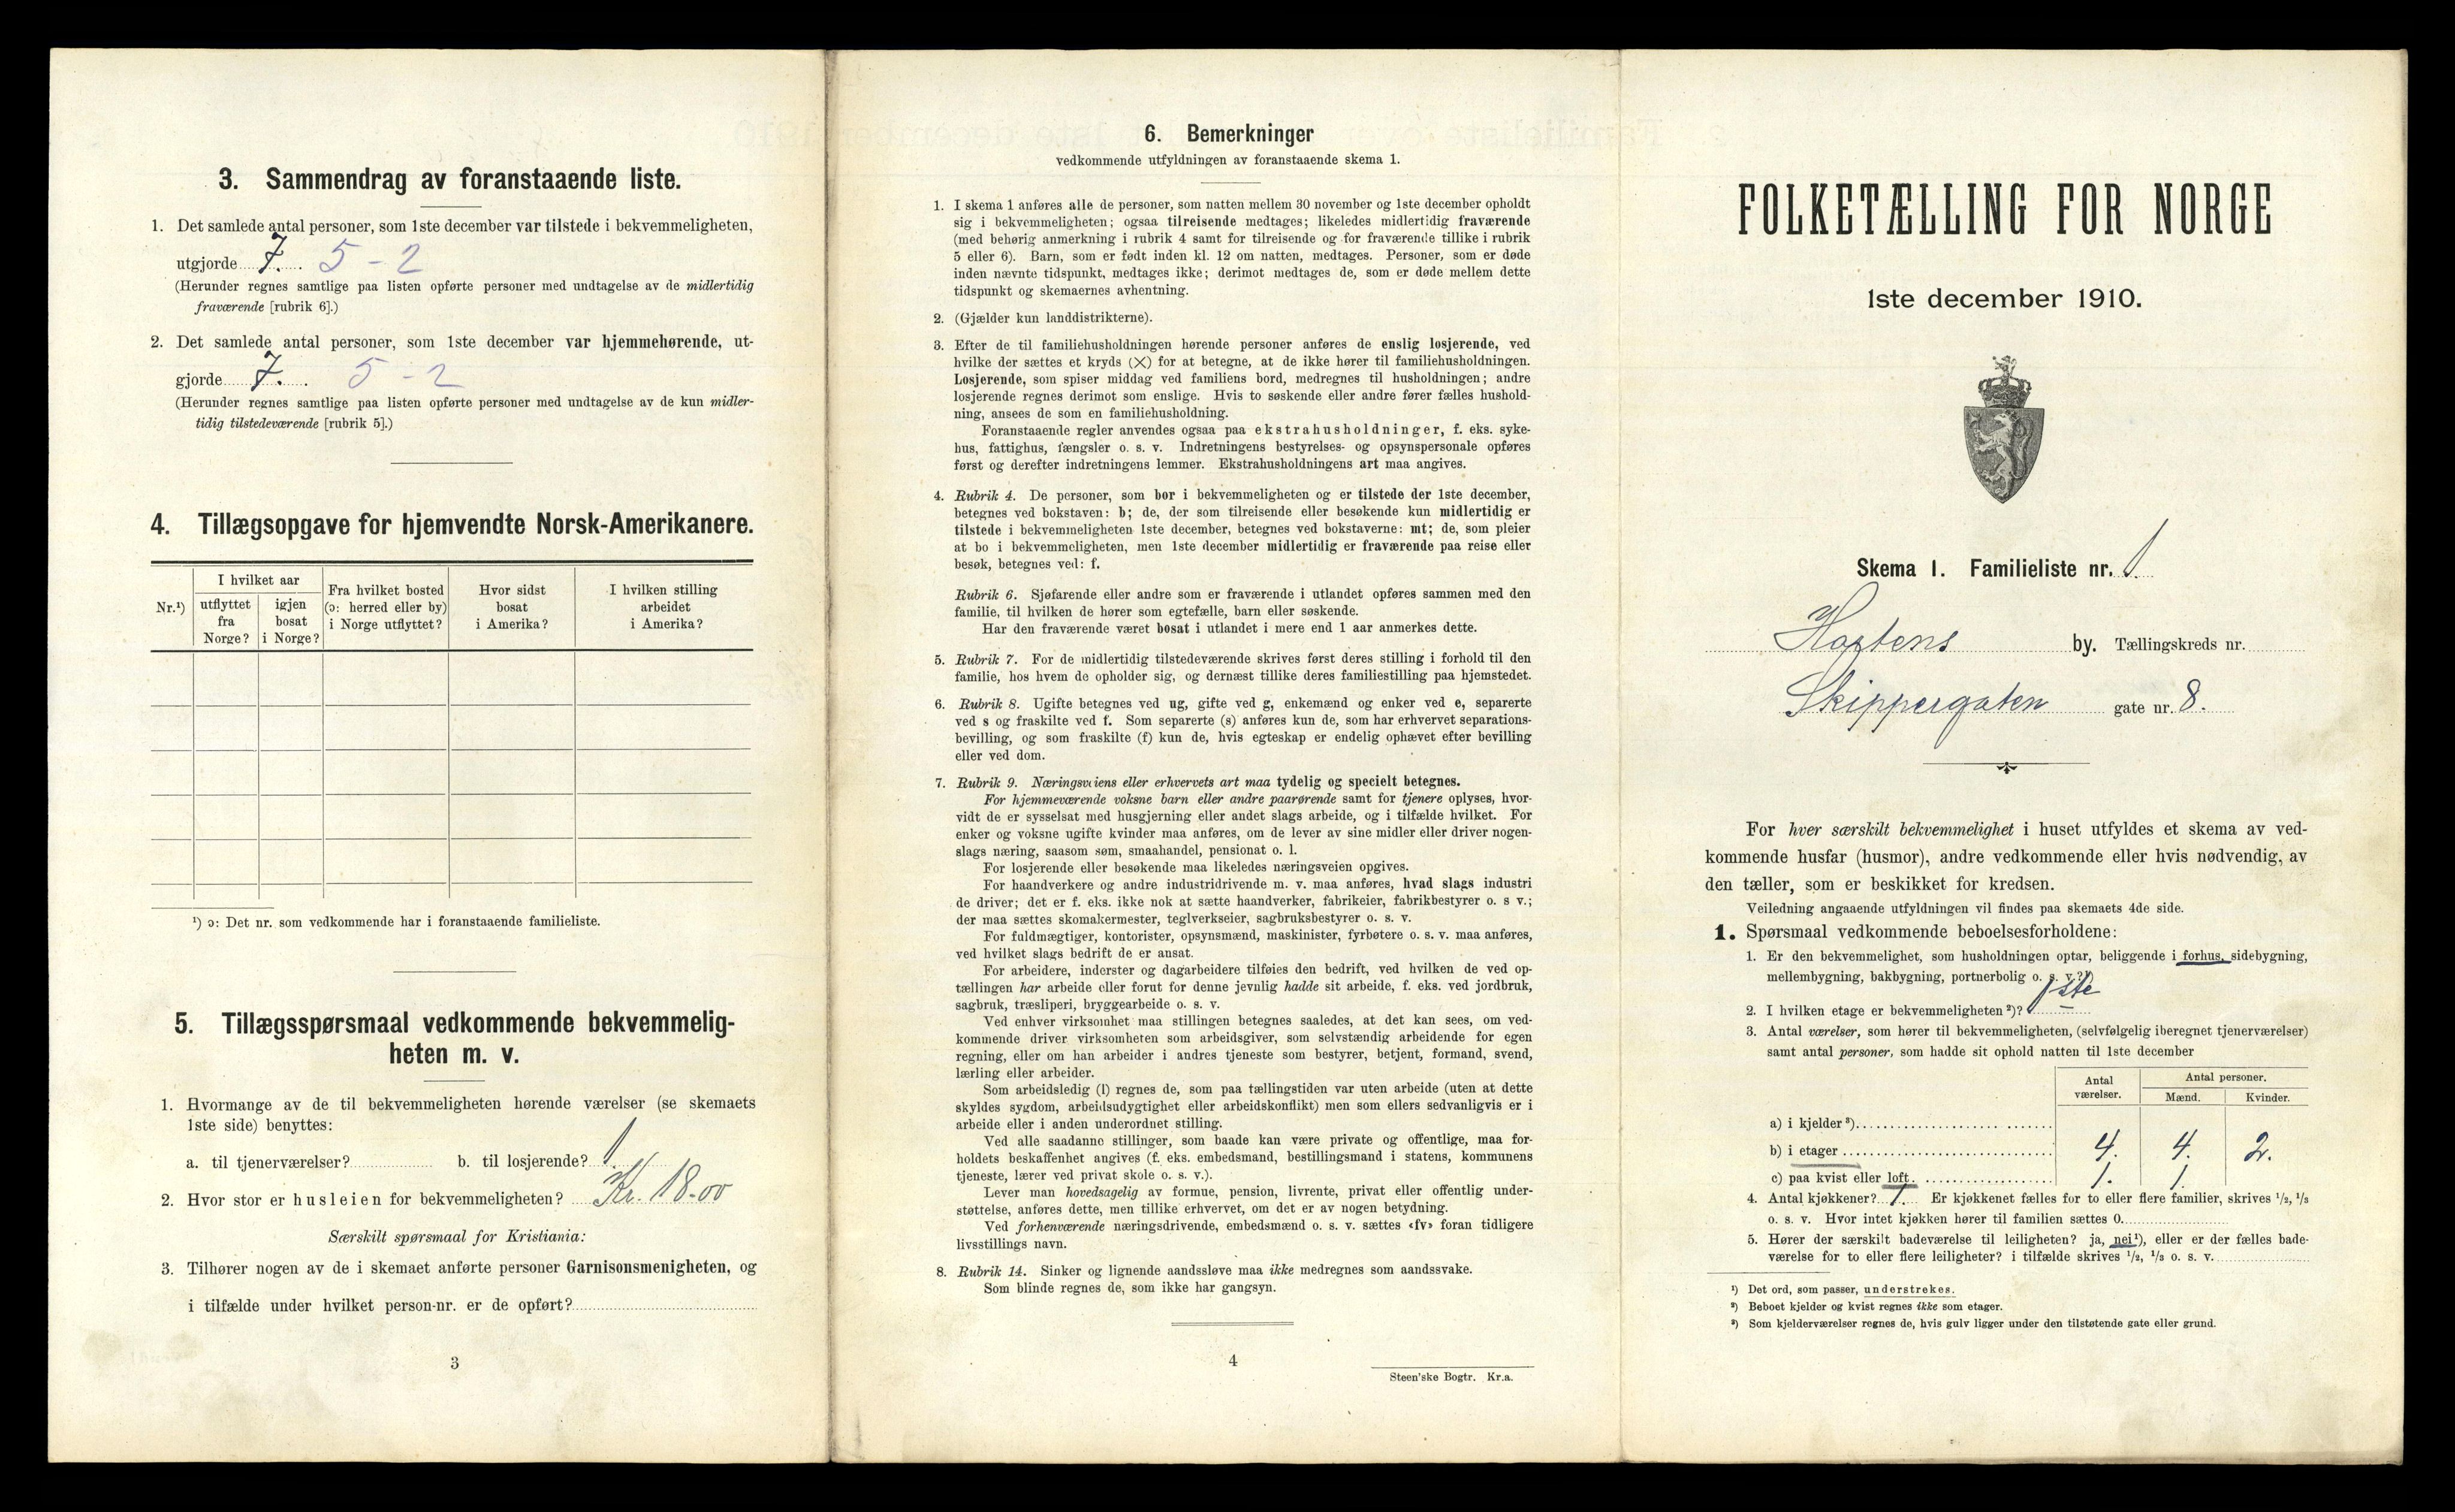 3. Sammendrag av foranstaaende liste.
1. Det samlede antal personer, som 1ste december var tilstede i bekvemmeligheten,
utgjorde 7. 5 - 2
(Herunder regnes samtlige paa listen opførte personer med undtagelse av de midlertidig
fraværende [rubrik 6].)
2. Det samlede antal personer, som 1ste december var hjemmehørende, ut-
gjorde 7. 5 - 2
(Herunder regnes samtlige paa listen opførte personer med undtagelse av de kun midler-
tidig tilstedeværende [rubrik 5].)
4. Tillægsopgave for hjemvendte Norsk-Amerikanere.
Nr.¹)
I hvilket aar
utflyttet
fra
Norge?
igjen
bosat
i Norge?
Fra hvilket bosted
(ɔ: herred eller by)
i Norge utflyttet?
Hvor sidst
bosat
i Amerika?
I hvilken stilling
arbeidet
i Amerika?
¹) ɔ: Det nr. som vedkommende har i foranstaaende familieliste.
5. Tillægsspørsmaal vedkommende bekvemmelig-
heten m. v.
1. Hvormange av de til bekvemmeligheten hørende værelser (se skemaets
1ste side) benyttes:
a. til tjenerværelser? b. til losjerende? 1.
2. Hvor stor er husleien for bekvemmeligheten? Kr. 18-00
Særskilt spørsmaal for Kristiania:
3. Tilhører nogen av de i skemaet anførte personer Garnisonsmenigheten, og
i tilfælde under hvilket person-nr. er de opført?
3
6. Bemerkninger
vedkommende utfyldningen av foranstaaende skema 1.
1. I skema 1 anføres alle de personer, som natten mellem 30 november og 1ste december opholdt
sig i bekvemmeligheten; ogsaa tilreisende medtages; likeledes midlertidig fraværende
(med behørig anmerkning i rubrik 4 samt for tilreisende og for fraværende tillike i rubrik
5 eller 6). Barn, som er født inden kl. 12 om natten, medtages. Personer, som er døde
inden nævnte tidspunkt, medtages ikke; derimot medtages de, som er døde mellem dette
tidspunkt og skemaernes avhentning.
2. (Gjælder kun landdistrikterne).
3. Efter de til familiehusholdningen hørende personer anføres de enslig losjerende, ved
hvilke der sættes et kryds (×) for at betegne, at de ikke hører til familiehusholdningen.
Losjerende, som spiser middag ved familiens bord, medregnes til husholdningen; andre
losjerende regnes derimot som enslige. Hvis to søskende eller andre fører fælles hushold-
ning, ansees de som en familiehusholdning.
Foranstaaende regler anvendes ogsaa paa ekstrahusholdninger, f. eks. syke-
hus, fattighus, fængsler o. s. v. Indretningens bestyrelses- og opsynspersonale opføres
først og derefter indretningens lemmer. Ekstrahusholdningens art maa angives.
4. Rubrik 4. De personer, som bor i bekvemmeligheten og er tilstede der 1ste december,
betegnes ved bokstaven: b; de, der som tilreisende eller besøkende kun midlertidig er
tilstede i bekvemmeligheten 1ste december, betegnes ved bokstaverne: mt; de, som pleier
at bo i bekvemmeligheten, men 1ste december midlertidig er fraværende paa reise eller
besøk, betegnes ved: f.
Rubrik 6. Sjøfarende eller andre som er fraværende i utlandet opføres sammen med den
familie, til hvilken de hører som egtefælle, barn eller søskende.
Har den fraværende været bosat i utlandet i mere end 1 aar anmerkes dette.
5. Rubrik 7. For de midlertidig tilstedeværende skrives først deres stilling i forhold til den
familie, hos hvem de opholder sig, og dernæst tillike deres familiestilling paa hjemstedet.
6. Rubrik 8. Ugifte betegnes ved ug, gifte ved g, enkemænd og enker ved e, separerte
ved s og fraskilte ved f. Som separerte (s) anføres kun de, som har erhvervet separations-
bevilling, og som fraskilte (f) kun de, hvis egteskap er endelig ophævet efter bevilling
eller ved dom.
7. Rubrik 9. Næringsveiens eller erhvervets art maa tydelig og specielt betegnes.
For hjemmeværende voksne barn eller andre paarørende samt for tjenere oplyses, hvor-
vidt de er sysselsat med husgjerning eller andet slags arbeide, og i tilfælde hvilket. For
enker og voksne ugifte kvinder maa anføres, om de lever av sine midler eller driver nogen-
slags næring, saasom søm, smaahandel, pensionat o. l.
For losjerende eller besøkende maa likeledes næringsveien opgives.
For haandverkere og andre industridrivende m. v. maa anføres, hvad slags industri
de driver; det er f. eks. ikke nok at sætte haandverker, fabrikeier, fabrikbestyrer o. s v.;
der maa sættes skomakermester, teglverkseier, sagbruksbestyrer o. s. v.
For fuldmægtiger, kontorister, opsynsmænd, maskinister, fyrbøtere o. s. v. maa anføres,
ved hvilket slags bedrift de er ansat.
For arbeidere, inderster og dagarbeidere tilføies den bedrift, ved hvilken de ved op-
tællingen har arbeide eller forut for denne jevnlig hadde sit arbeide, f. eks. ved jordbruk,
sagbruk, træsliperi, bryggearbeide o. s. v.
Ved enhver virksomhet maa stillingen betegnes saaledes, at det kan sees, om ved-
kommende driver virksomheten som arbeidsgiver, som selvstændig arbeidende for egen
regning, eller om han arbeider i andres tjeneste som bestyrer, betjent, formand, svend,
lærling eller arbeider.
Som arbeidsledig (l) regnes de, som paa tællingstiden var uten arbeide (uten at dette
skyldes sygdom, arbeidsudygtighet eller arbeidskonflikt) men som ellers sedvanligvis er i
arbeide eller i anden underordnet stilling.
Ved alle saadanne stillinger, som baade kan være private og offentlige, maa for-
holdets beskaffenhet angives (f. eks. embedsmand, bestillingsmand i statens, kommunens
tjeneste, lærer ved privat skole o. s. v.).
Lever man hovedsagelig av formue, pension, livrente, privat eller offentlig under-
støttelse, anføres dette, men tillike erhvervet, om det er av nogen betydning.
Ved forhenværende næringsdrivende, embedsmænd o. s. v. sættes «fv» foran tidligere
livsstillings navn.
8. Rubrik 14. Sinker og lignende aandssløve maa ikke medregnes som aandssvake.
Som blinde regnes de, som ikke har gangsyn.
4
Steen'ske Bogtr. Kr.a.
FOLKETÆLLING FOR NORGE
1ste december 1910.
Skema 1. Familieliste nr. 1.
Hortens by. Tællingskreds nr.
Skippergaten gate nr. 8.
For hver særskilt bekvemmelighet i huset utfyldes et skema av ved-
kommende husfar (husmor), andre vedkommende eller hvis nødvendig, av
den tæller, som er beskikket for kredsen.
Veiledning angaaende utfyldningen vil findes paa skemaets 4de side.
1. Spørsmaal vedkommende beboelsesforholdene:
1. Er den bekvemmelighet, som husholdningen optar, beliggende i forhus, sidebygning,
mellembygning, bakbygning, portnerbolig o. s. v.?¹)
2. I hvilken etage er bekvemmeligheten²)? 1ste
3. Antal værelser, som hører til bekvemmeligheten, (selvfølgelig iberegnet tjenerværelser)
samt antal personer, som hadde sit ophold natten til 1ste december
Antal
værelser.
Antal personer.
Mænd. Kvinder.
a) i kjelder³)
b) i etager 4. 4. 2.
c) paa kvist eller loft. 1. 1.
4. Antal kjøkkener? 1. Er kjøkkenet fælles for to eller flere familier, skrives ¹/₂, ¹/₃
o. s. v. Hvor intet kjøkken hører til familien sættes 0.
5. Hører der særskilt badeværelse til leiligheten? ja, nei¹), eller er der fælles bade-
værelse for to eller flere leiligheter? i tilfælde skrives ¹/₂, ¹/₃ o. s. v.
¹) Det ord, som passer, understrekes.
²) Beboet kjelder og kvist regnes ikke som etager.
³) Som kjelderværelser regnes de, hvis gulv ligger under den tilstøtende gate eller grund.